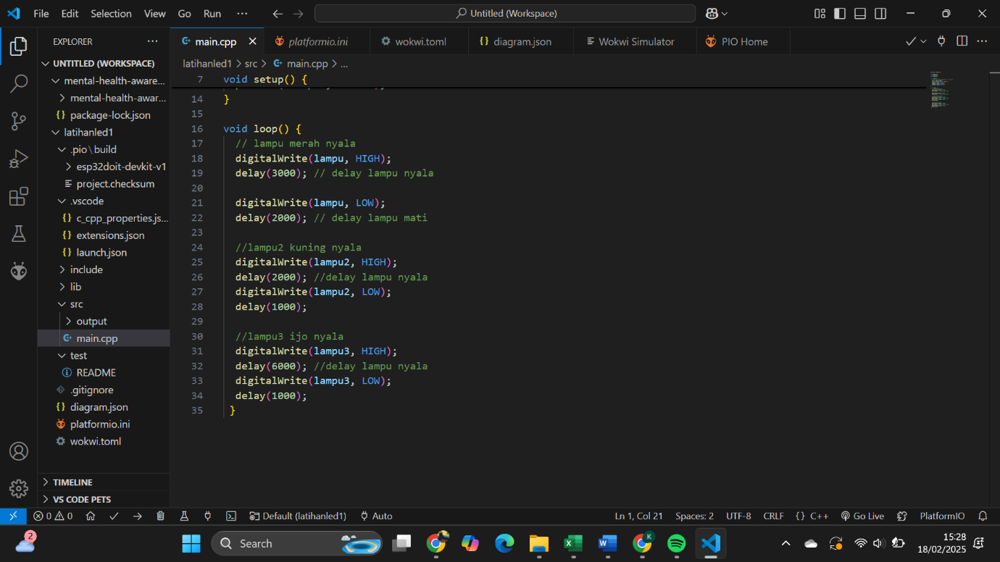 File Edit Selection View Go Run ... Untitled (Workspace)
EXPLORER ...
main.cpp platformio.ini wokwi.toml {} diagram.json Wokwi Simulator PIO Home ...
UNTITLED (WORKSPACE)
mental-health-aware...
mental-health-awar...
{} package-lock.json
latihanled1
.pio \ build
esp32doit-devkit-v1
project.checksum
.vscode
{} c_cpp_properties.js...
{} extensions.json
{} launch.json
include
lib
src
output
main.cpp
test
README
.gitignore
{} diagram.json
platformio.ini
wokwi.toml
TIMELINE
VS CODE PETS
latihanled1 > src > main.cpp > ...
7 void setup() {
14 }
15
16 void loop() {
17 // lampu merah nyala
18 digitalWrite(lampu, HIGH);
19 delay(3000); // delay lampu nyala
20
21 digitalWrite(lampu, LOW);
22 delay(2000); // delay lampu mati
23
24 //lampu2 kuning nyala
25 digitalWrite(lampu2, HIGH);
26 delay(2000); //delay lampu nyala
27 digitalWrite(lampu2, LOW);
28 delay(1000);
29
30 //lampu3 ijo nyala
31 digitalWrite(lampu3, HIGH);
32 delay(6000); //delay lampu nyala
33 digitalWrite(lampu3, LOW);
34 delay(1000);
35 }
0 0 Default (latihanled1) Auto Ln 1, Col 21 Spaces: 2 UTF-8 CRLF {} C++ Go Live PlatformIO
2 Search K 15:28
18/02/2025